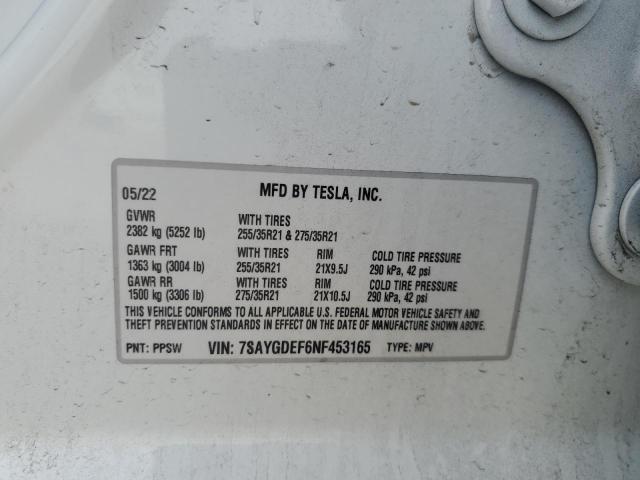 05/22 MFD BY TESLA, INC.
GVWR WITH TIRES
2382 kg (5252 lb) 255/35R21 & 275/35R21
GAWR FRT WITH TIRES RIM COLD TIRE PRESSURE
1363 kg (3004 lb) 255/35R21 21X9.5J 290 kPa, 42 psi
GAWR RR WITH TIRES RIM COLD TIRE PRESSURE
1500 kg (3306 lb) 275/35R21 21X10.5J 290 kPa, 42 psi
THIS VEHICLE CONFORMS TO ALL APPLICABLE U.S. FEDERAL MOTOR VEHICLE SAFETY AND
THEFT PREVENTION STANDARDS IN EFFECT ON THE DATE OF MANUFACTURE SHOWN ABOVE.
PNT: PPSW VIN: 7SAYGDEF6NF453165 TYPE: MPV